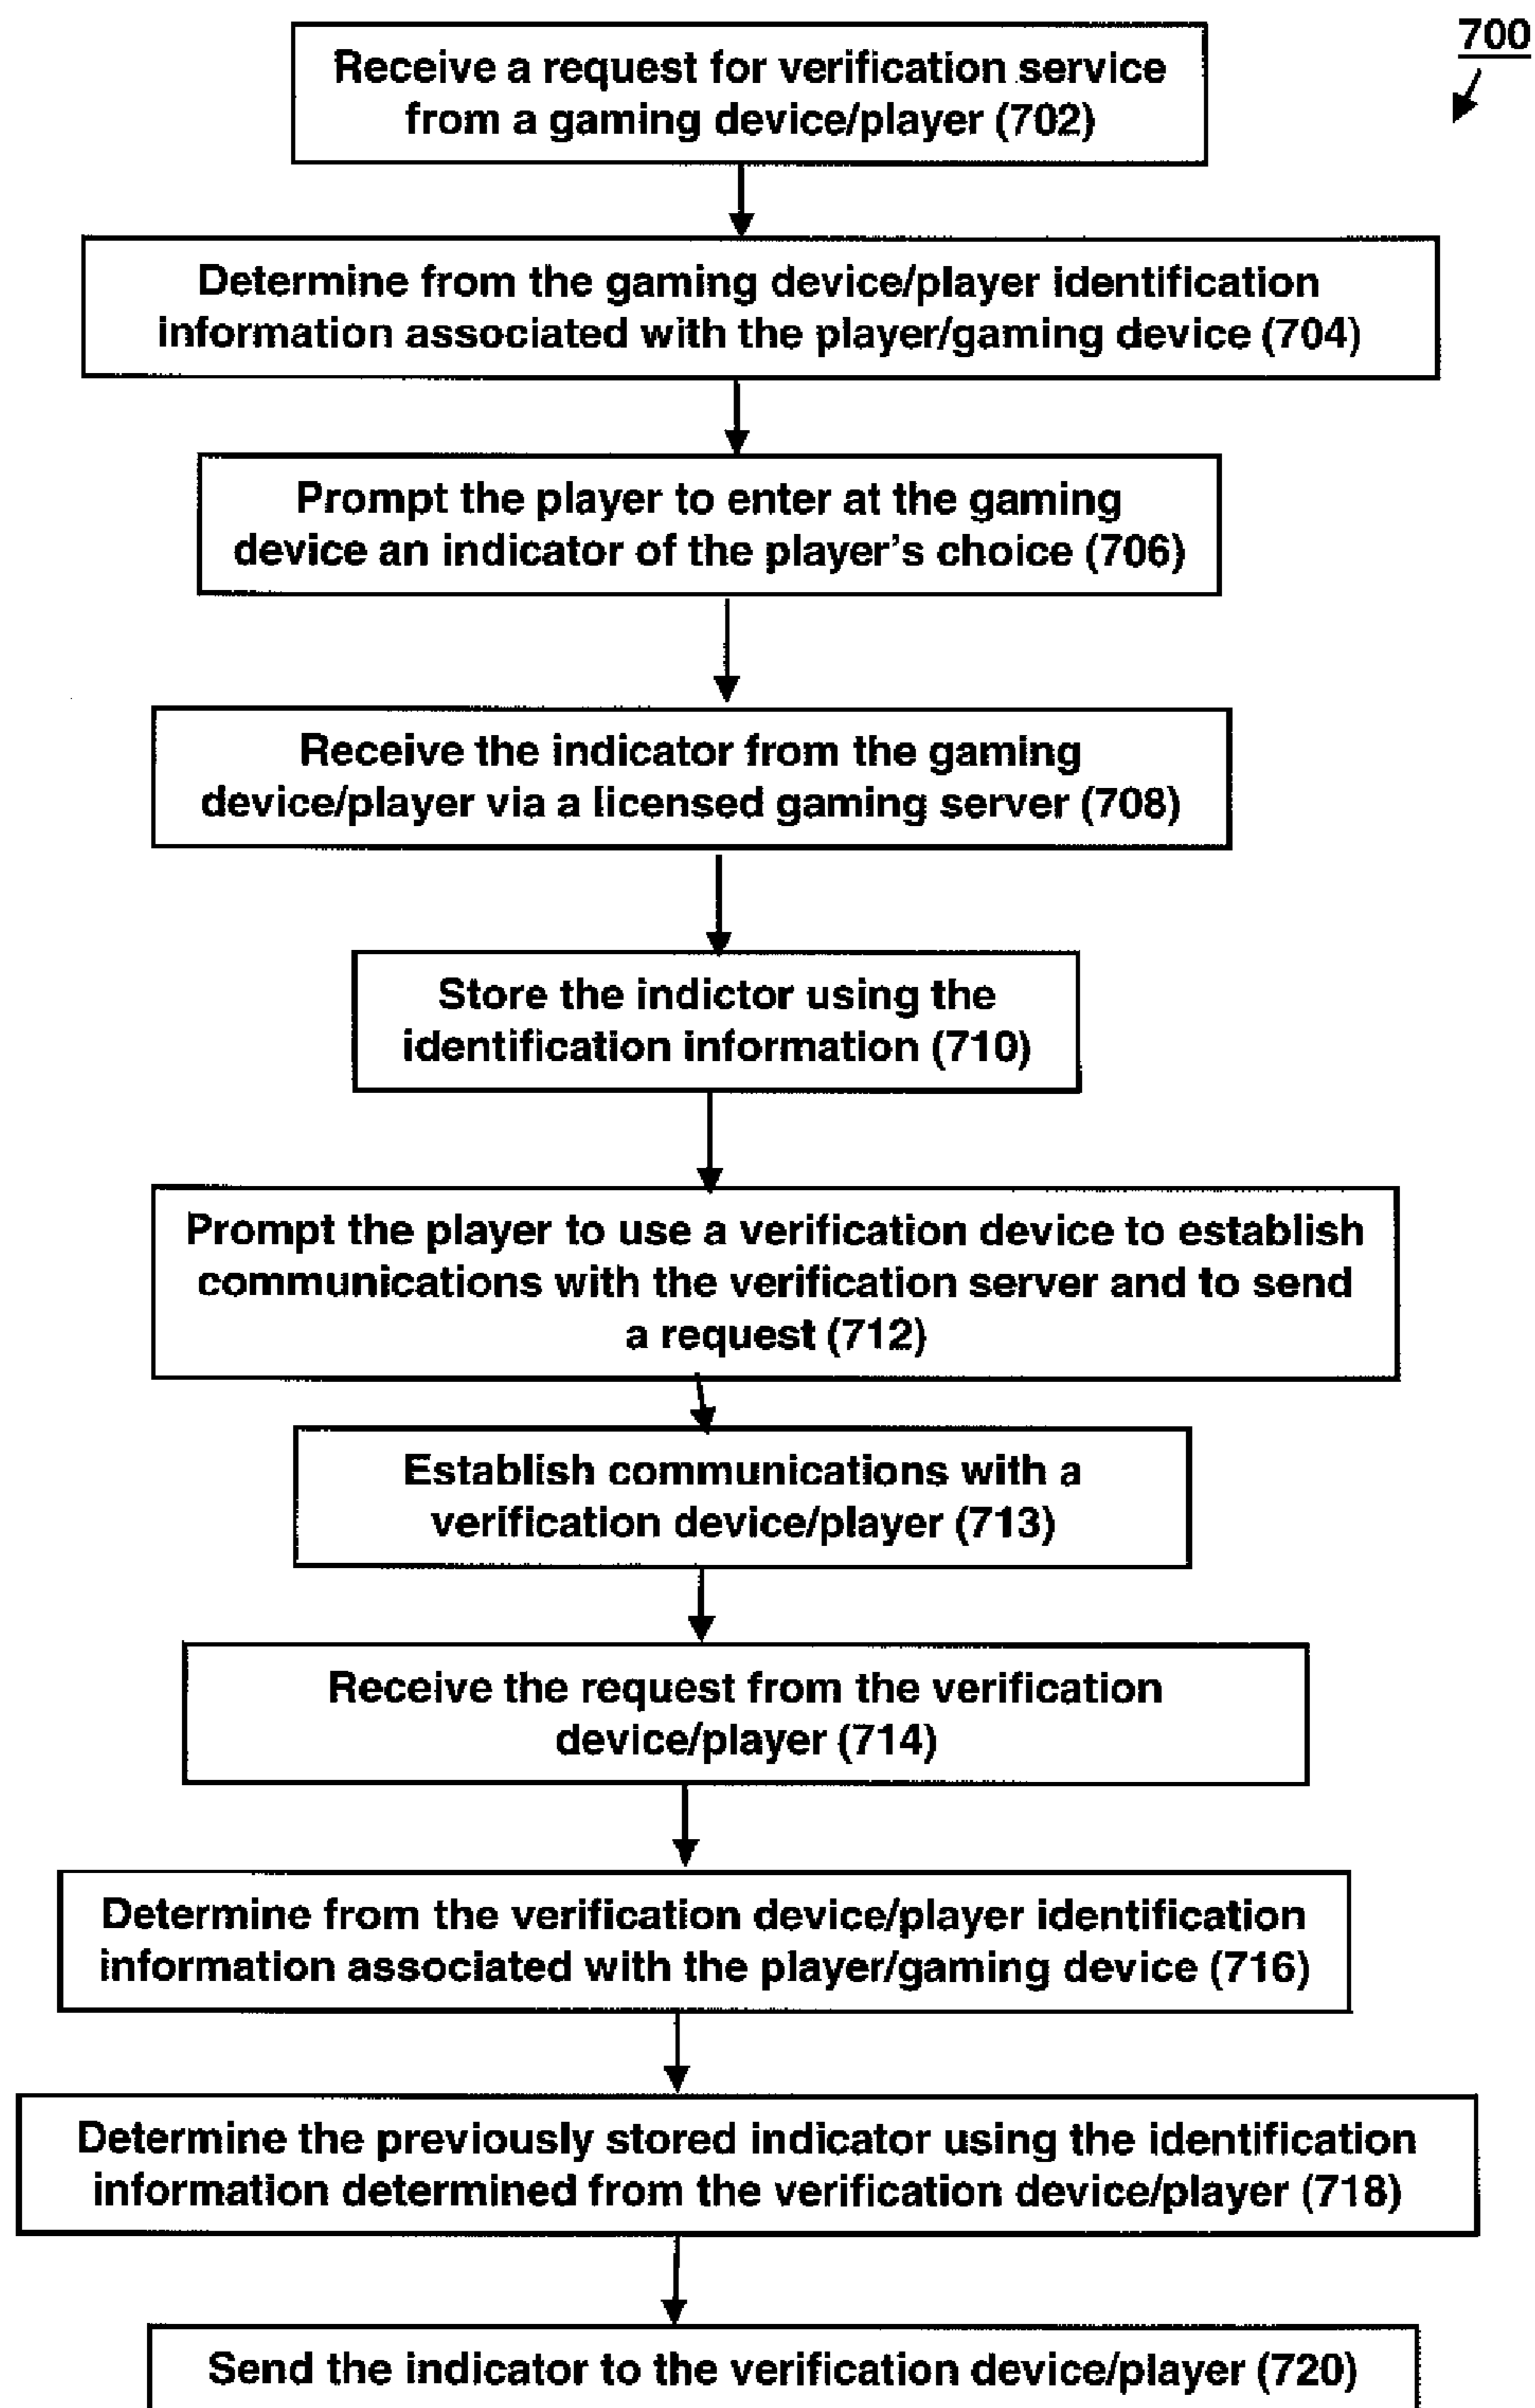 700
Receive a request for verification service
from a gaming device/player (702)
Determine from the gaming device/player identification
information associated with the player/gaming device (704)
Prompt the player to enter at the gaming
device an indicator of the player's choice (706)
Receive the indicator from the gaming
device/player via a licensed gaming server (708)
Store the indictor using the
identification information (710)
Prompt the player to use a verification device to establish
communications with the verification server and to send
a request (712)
Establish communications with a
verification device/player (713)
Receive the request from the verification
device/player (714)
Determine from the verification device/player identification
information associated with the player/gaming device (716)
Determine the previously stored indicator using the identification
information determined from the verification device/player (718)
Send the indicator to the verification device/player (720)